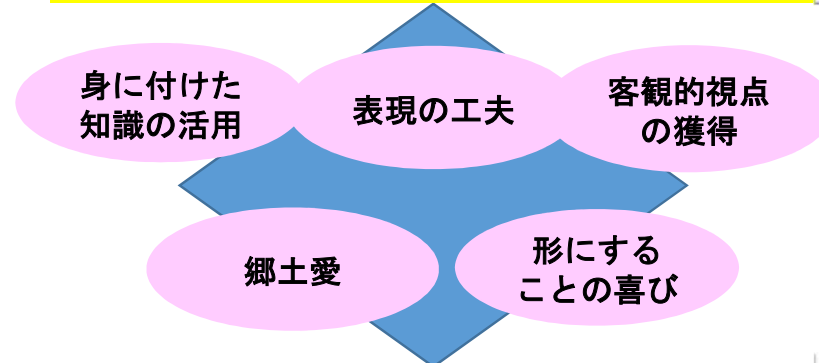 身に付けた
知識の活用
表現の工夫
客観的視点
の獲得
郷土愛
形にする
ことの喜び